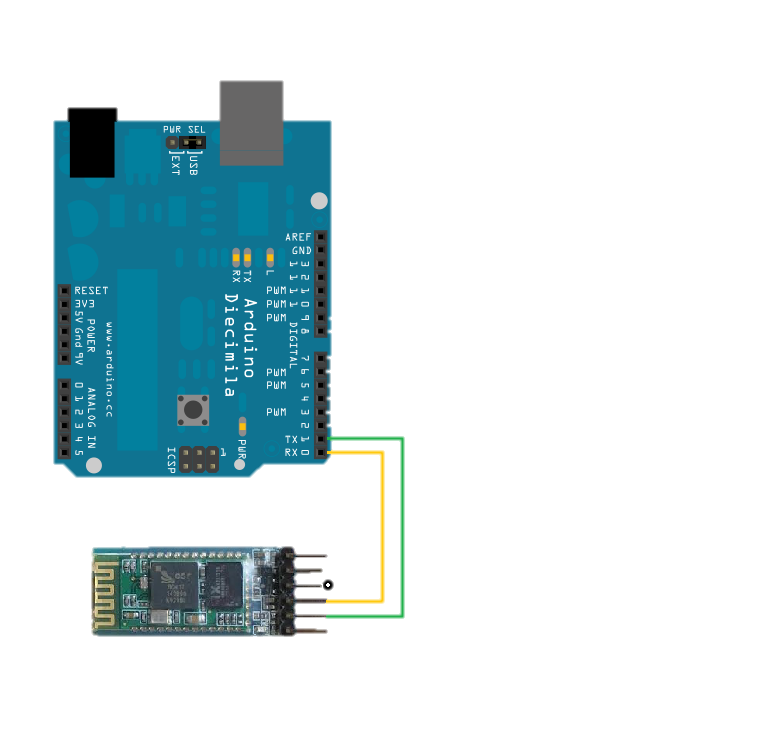 PWR SEL
EXT
USB
AREF
GND
13
12
PWM 11
PWM 10
PWM 9
8
DIGITAL
7
PWM 6
PWM 5
4
PWM 3
2
TX 1
RX 0
RX
TX
L
Arduino
Diecimila
www.arduino.cc
RESET
3V3
5V
Gnd
9V
POWER
ANALOG IN
0
1
2
3
4
5
PWR
ICSP
1